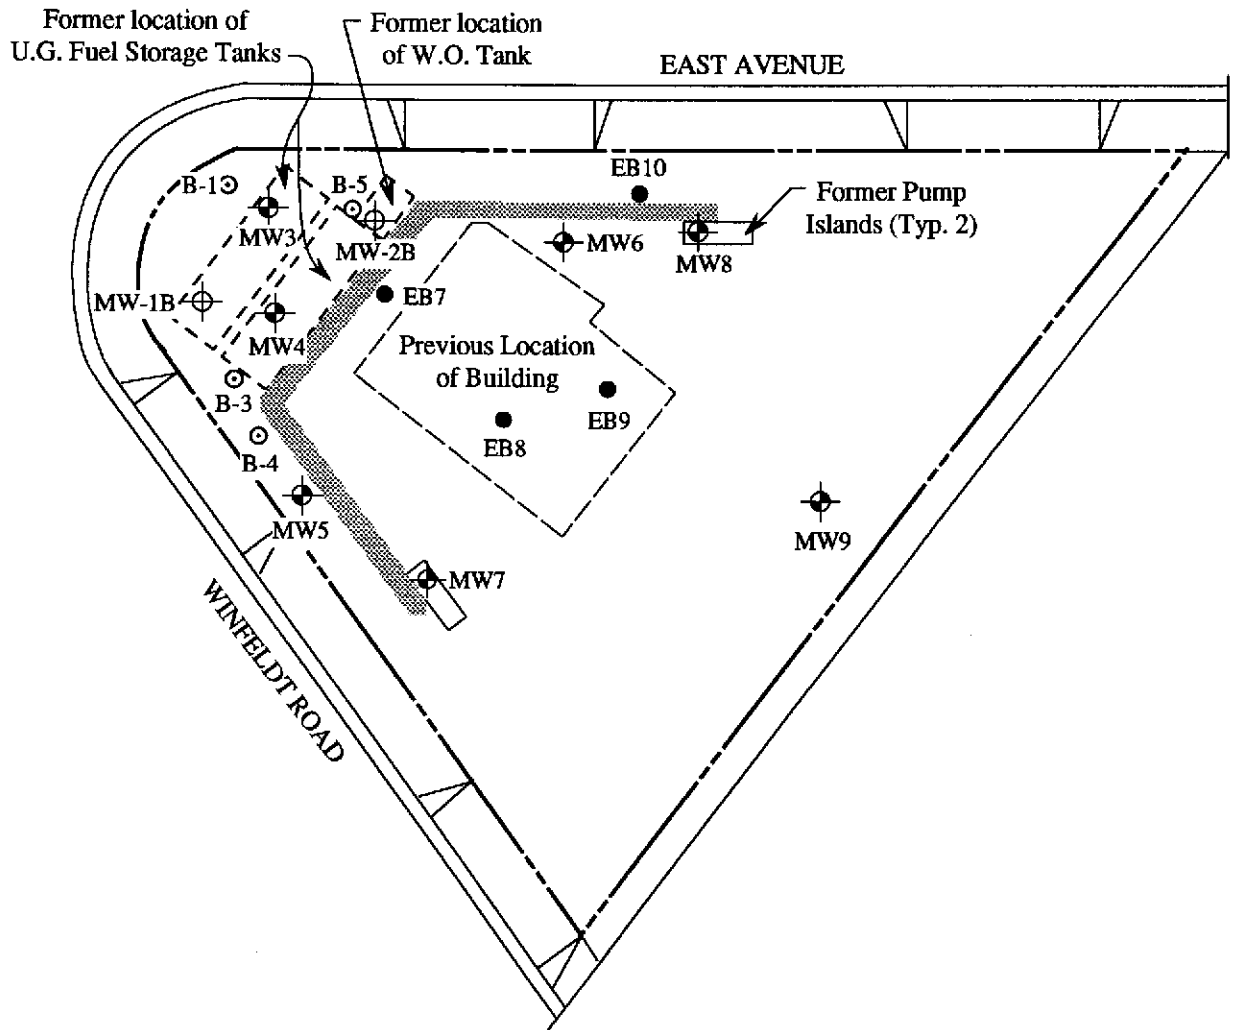 Former location of
U.G. Fuel Storage Tanks
Former location
of W.O. Tank
EAST AVENUE
B-1
B-5
EB10
Former Pump
Islands (Typ. 2)
MW3
MW-2B
MW6
MW8
MW-1B
EB7
MW4
Previous Location
of Building
B-3
EB9
EB8
B-4
MW5
MW9
MW7
WINFELDT ROAD